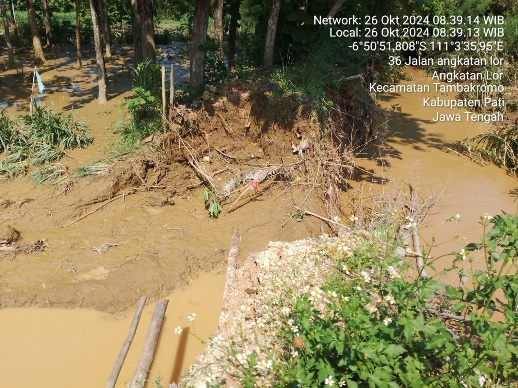 Network: 26 Okt 2024 08.39.14 WIB
Local: 26 Okt 2024 08.39.13 WIB
-6°50'51,808"S 111°3'35,95"E
36 Jalan angkatan lor
Angkatan Lor
Kecamatan Tambakromo
Kabupaten Pati
Jawa Tengah